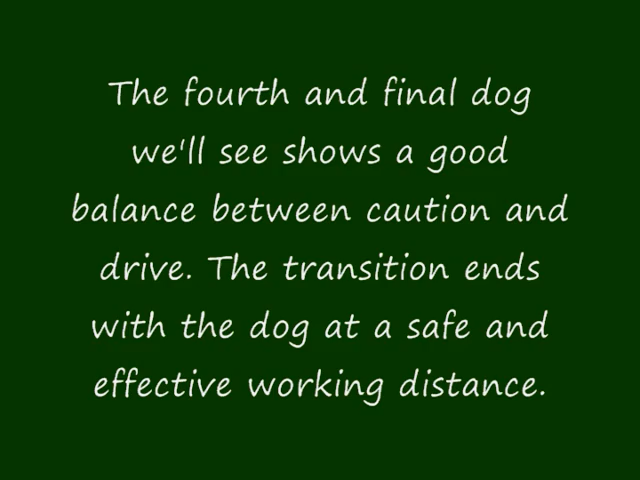 The fourth and final dog
we'll see shows a good
balance between caution and
drive. The transition ends
with the dog at a safe and
effective working distance.